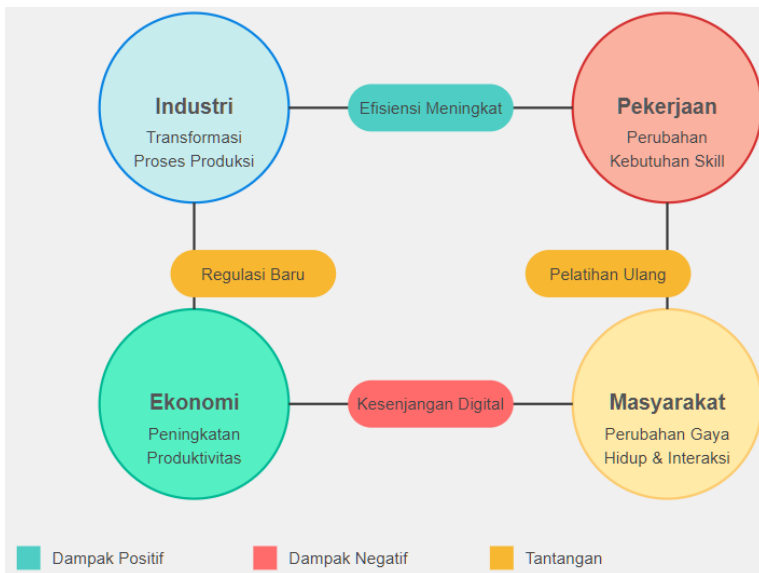 Industri
Transformasi
Proses Produksi
Efisiensi Meningkat
Pekerjaan
Perubahan
Kebutuhan Skill
Regulasi Baru
Pelatihan Ulang
Ekonomi
Peningkatan
Produktivitas
Kesenjangan Digital
Masyarakat
Perubahan Gaya
Hidup & Interaksi
Dampak Positif
Dampak Negatif
Tantangan